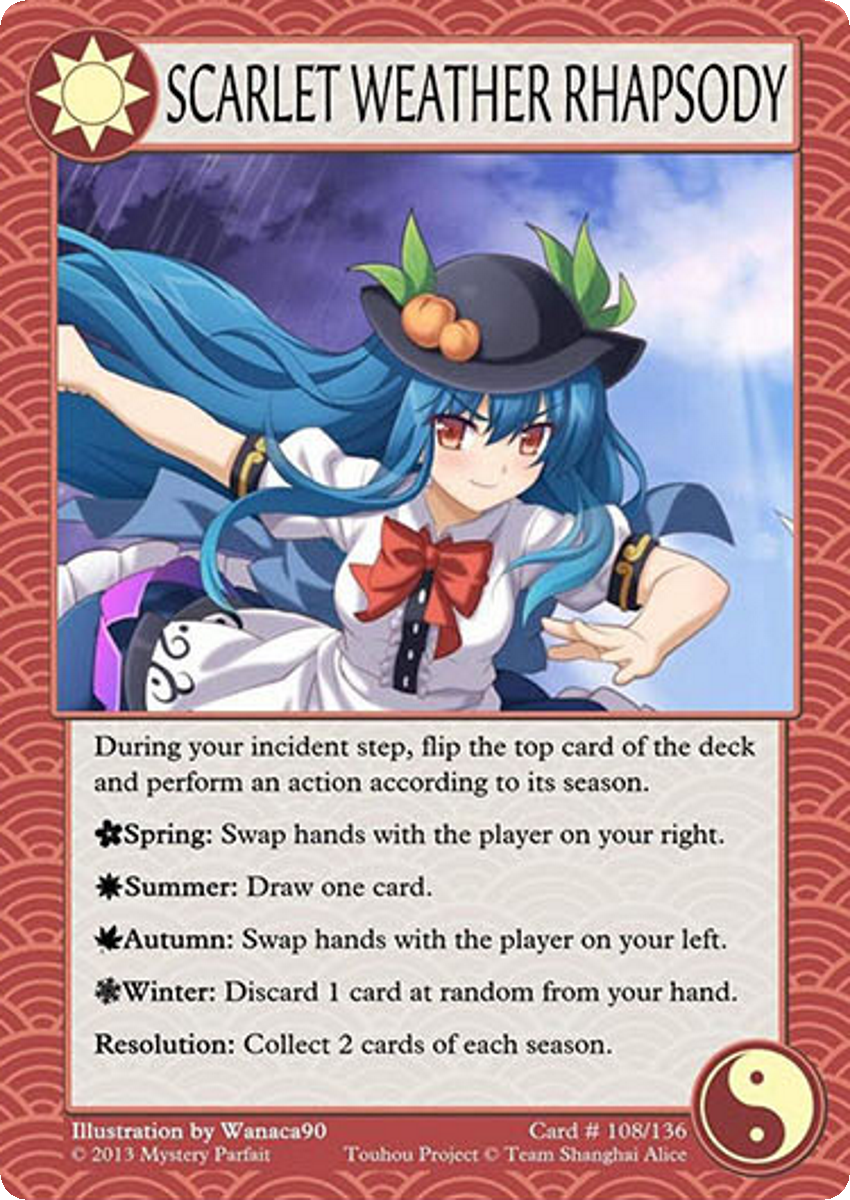 SCARLET WEATHER RHAPSODY
During your incident step, flip the top card of the deck
and perform an action according to its season.
Spring: Swap hands with the player on your right.
Summer: Draw one card.
Autumn: Swap hands with the player on your left.
Winter: Discard 1 card at random from your hand.
Resolution: Collect 2 cards of each season.
Illustration by Wanaca90
Card # 108/136
© 2013 Mystery Parfait
Touhou Project © Team Shanghai Alice